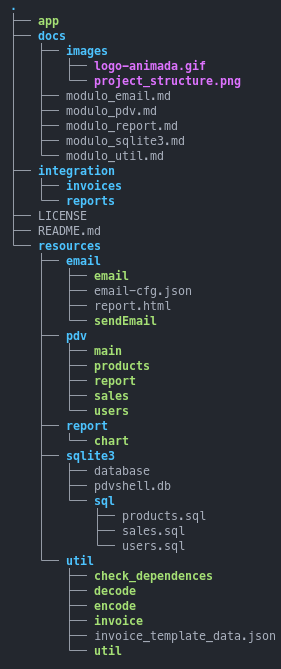 .
├── app
├── docs
│   ├── images
│   │   ├── logo-animada.gif
│   │   └── project_structure.png
│   ├── modulo_email.md
│   ├── modulo_pdv.md
│   ├── modulo_report.md
│   ├── modulo_sqlite3.md
│   └── modulo_util.md
├── integration
│   ├── invoices
│   └── reports
├── LICENSE
├── README.md
└── resources
    ├── email
    │   ├── email
    │   ├── email-cfg.json
    │   ├── report.html
    │   └── sendEmail
    ├── pdv
    │   ├── main
    │   ├── products
    │   ├── report
    │   ├── sales
    │   └── users
    ├── report
    │   └── chart
    ├── sqlite3
    │   ├── database
    │   ├── pdvshell.db
    │   └── sql
    │       ├── products.sql
    │       ├── sales.sql
    │       └── users.sql
    └── util
        ├── check_dependences
        ├── decode
        ├── encode
        ├── invoice
        ├── invoice_template_data.json
        └── util